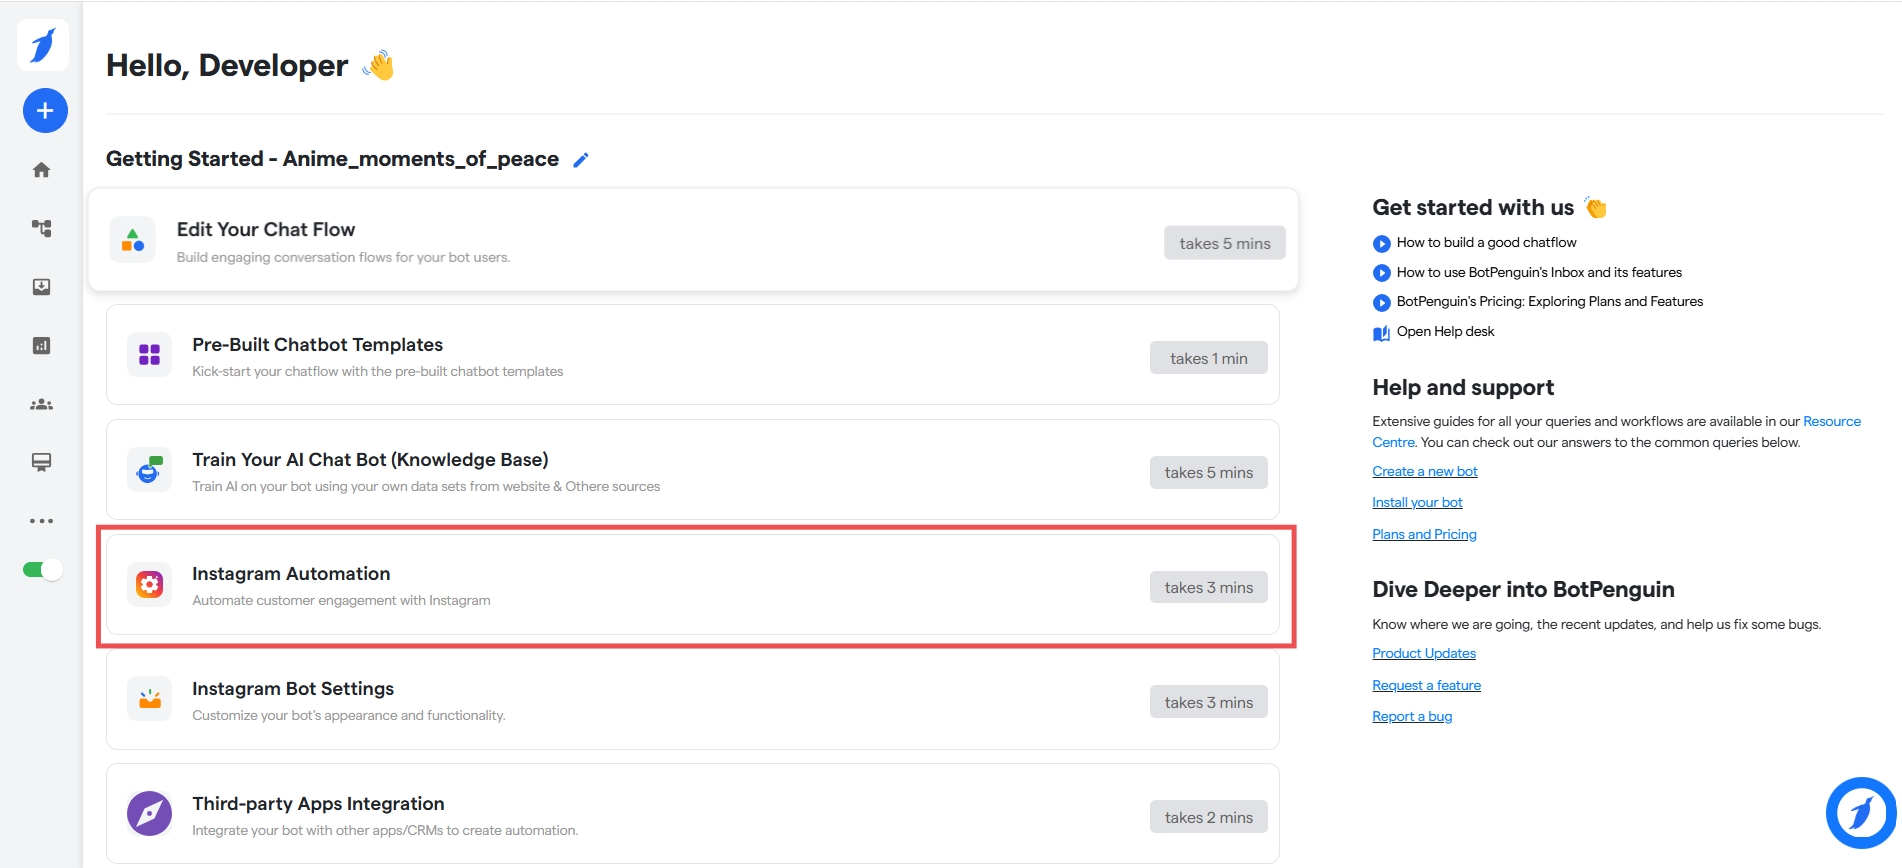 Hello, Developer
Getting Started - Anime_moments_of_peace
Edit Your Chat Flow
Build engaging conversation flows for your bot users.
takes 5 mins
Pre-Built Chatbot Templates
Kick-start your chatflow with the pre-built chatbot templates
takes 1 min
Train Your AI Chat Bot (Knowledge Base)
Train AI on your bot using your own data sets from website & Othere sources
takes 5 mins
Instagram Automation
Automate customer engagement with Instagram
takes 3 mins
Instagram Bot Settings
Customize your bot's appearance and functionality.
takes 3 mins
Third-party Apps Integration
Integrate your bot with other apps/CRMs to create automation.
takes 2 mins
Get started with us
How to build a good chatflow
How to use BotPenguin's Inbox and its features
BotPenguin's Pricing: Exploring Plans and Features
Open Help desk
Help and support
Extensive guides for all your queries and workflows are available in our Resource
Centre. You can check out our answers to the common queries below.
Create a new bot
Install your bot
Plans and Pricing
Dive Deeper into BotPenguin
Know where we are going, the recent updates, and help us fix some bugs.
Product Updates
Request a feature
Report a bug